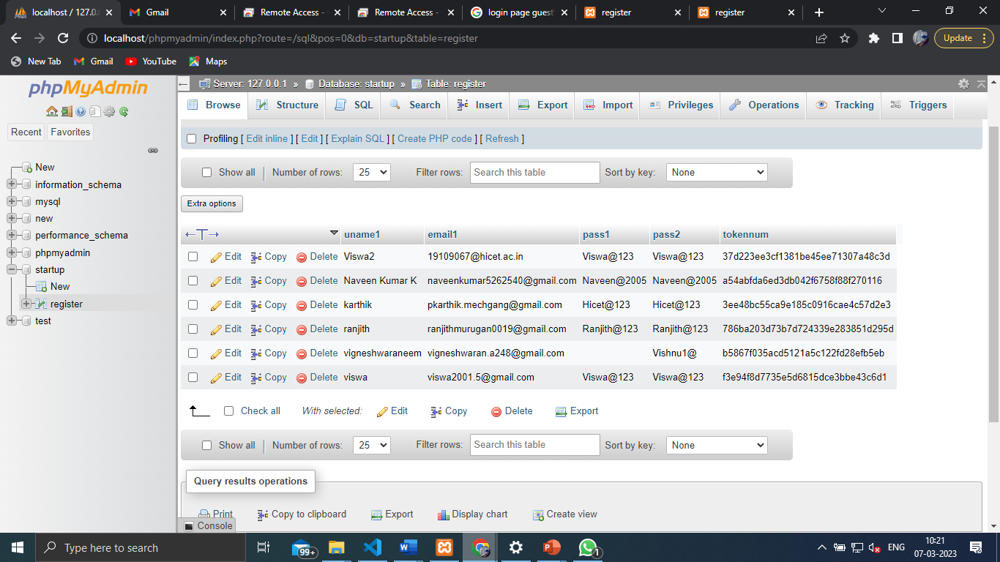 localhost / 127.0.
Gmail
Remote Access -
Remote Access -
login page guest
register
register
localhost/phpmyadmin/index.php?route=/sql&pos=0&db=startup&table=register
Update
New Tab
Gmail
YouTube
Maps
phpMyAdmin
Recent
Favorites
New
information_schema
mysql
new
performance_schema
phpmyadmin
startup
New
register
test
Server: 127.0.0.1 » Database: startup » Table: register
Browse Structure SQL Search Insert Export Import Privileges Operations Tracking Triggers
Profiling [ Edit inline ] [ Edit ] [ Explain SQL ] [ Create PHP code ] [ Refresh ]
Show all | Number of rows: 25 Filter rows: Search this table Sort by key: None
Extra options
uname1 email1 pass1 pass2 tokennum
Edit Copy Delete Viswa2 19109067@hicet.ac.in Viswa@123 Viswa@123 37d223ee3cf1381be45ee71307a48c3d
Edit Copy Delete Naveen Kumar K naveenkumar5262540@gmail.com Naveen@2005 Naveen@2005 a54abfda6ed3db042f6758f88f270116
Edit Copy Delete karthik pkarthik.mechgang@gmail.com Hicet@123 Hicet@123 3ee48bc55ca9e185c0916cae4c57d2e3
Edit Copy Delete ranjith ranjithmurugan0019@gmail.com Ranjith@123 Ranjith@123 786ba203d73b7d724339e283851d295d
Edit Copy Delete vigneshwaraneem vigneshwaran.a248@gmail.com Vishnu1@ b5867f035acd5121a5c122fd28efb5eb
Edit Copy Delete viswa viswa2001.5@gmail.com Viswa@123 Viswa@123 f3e94f8d7735e5d6815dce3bbe43c6d1
Check all With selected: Edit Copy Delete Export
Show all | Number of rows: 25 Filter rows: Search this table Sort by key: None
Query results operations
Print Copy to clipboard Export Display chart Create view
Console
Type here to search
99+
1
ENG
10:21
07-03-2023